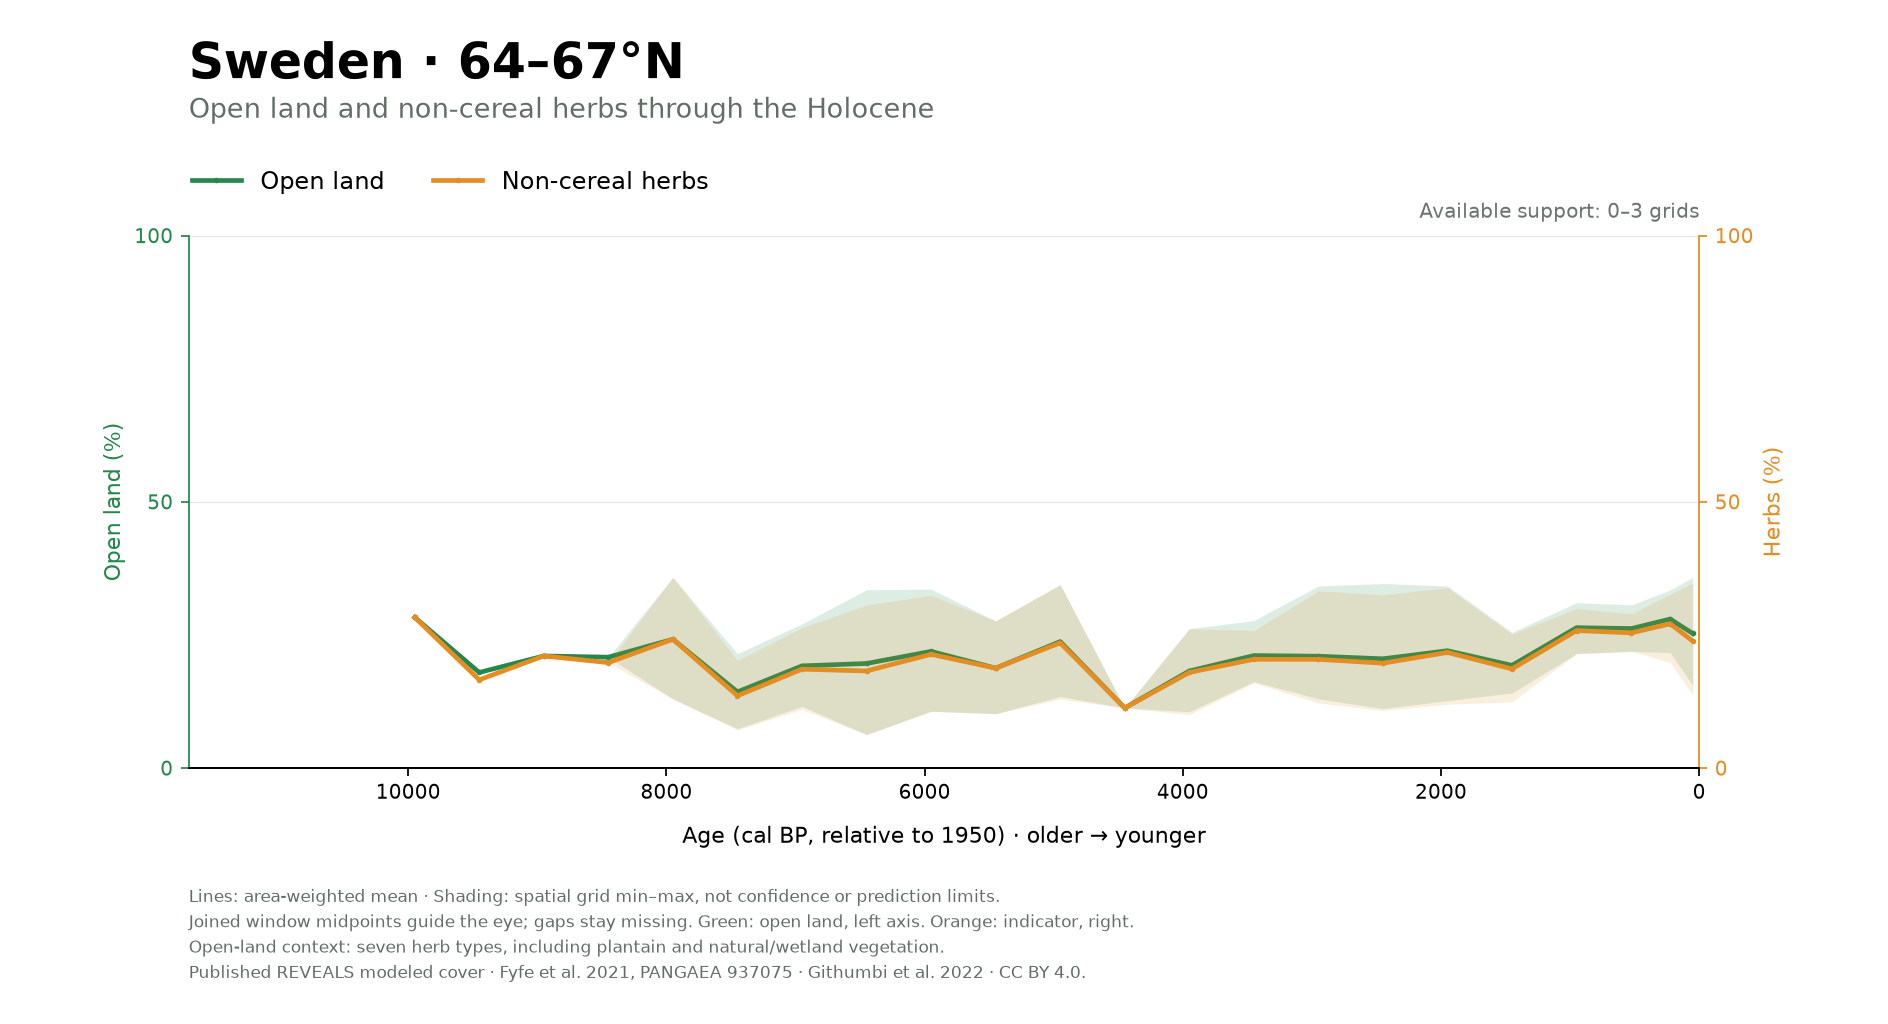 Sweden · 64–67°N
Open land and non-cereal herbs through the Holocene
Open land
Non-cereal herbs
Available support: 0–3 grids
100
50
0
Open land (%)
100
50
0
Herbs (%)
10000
8000
6000
4000
2000
0
Age (cal BP, relative to 1950) · older → younger
Lines: area-weighted mean · Shading: spatial grid min–max, not confidence or prediction limits.
Joined window midpoints guide the eye; gaps stay missing. Green: open land, left axis. Orange: indicator, right.
Open-land context: seven herb types, including plantain and natural/wetland vegetation.
Published REVEALS modeled cover · Fyfe et al. 2021, PANGAEA 937075 · Githumbi et al. 2022 · CC BY 4.0.